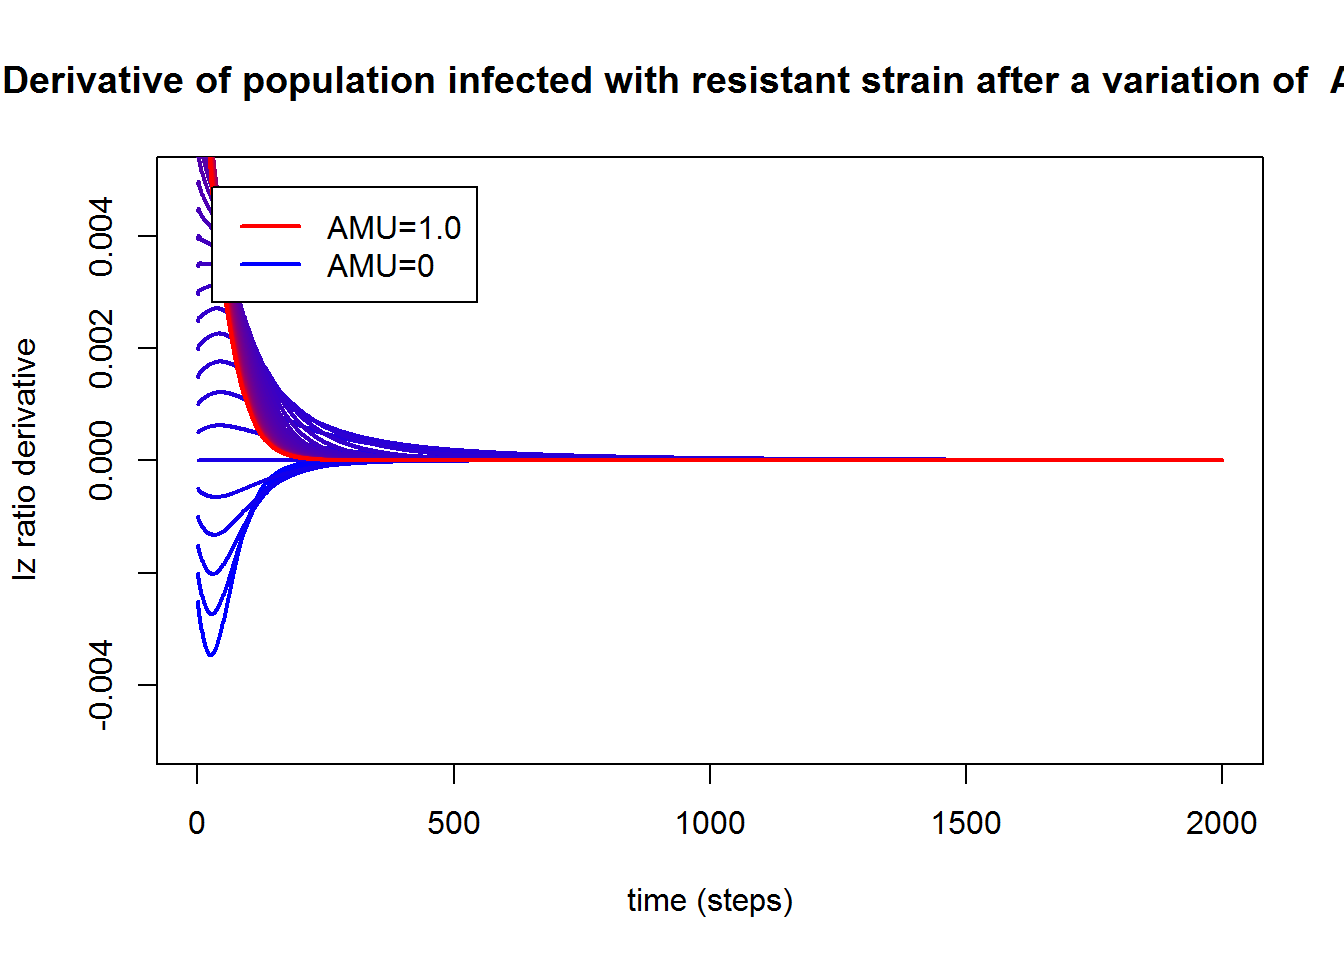 Derivative of population infected with resistant strain after a variation of A
AMU=1.0
AMU=0
0.004
0.002
0.000
-0.004
Iz ratio derivative
0
500
1000
1500
2000
time (steps)